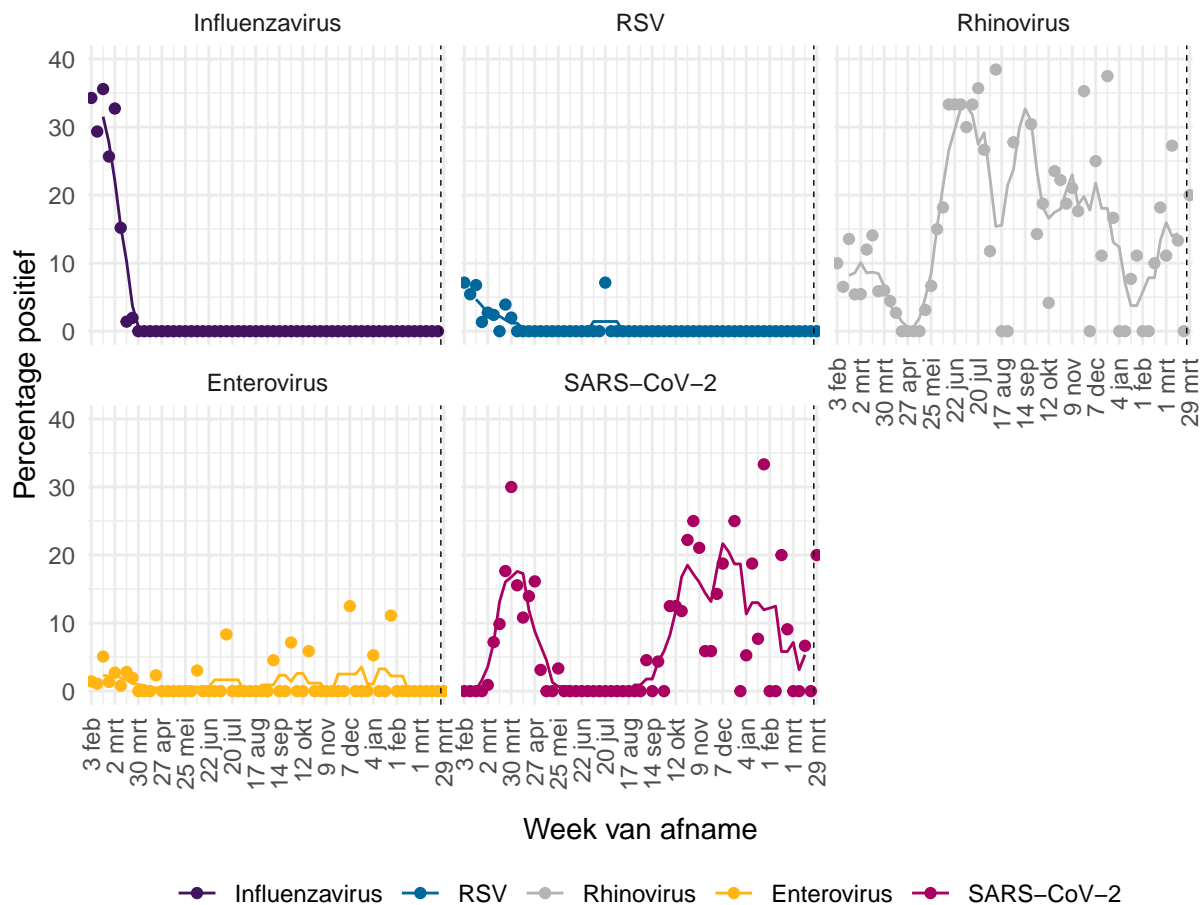 Influenzavirus
RSV
Rhinovirus
40
30
20
10
0
3 feb
2 mrt
30 mrt
27 apr
25 mei
22 jun
20 jul
17 aug
14 sep
12 okt
9 nov
7 dec
4 jan
1 feb
1 mrt
29 mrt
Percentage positief
Enterovirus
SARS−CoV−2
40
30
20
10
0
3 feb
2 mrt
30 mrt
27 apr
25 mei
22 jun
20 jul
17 aug
14 sep
12 okt
9 nov
7 dec
4 jan
1 feb
1 mrt
29 mrt
3 feb
2 mrt
30 mrt
27 apr
25 mei
22 jun
20 jul
17 aug
14 sep
12 okt
9 nov
7 dec
4 jan
1 feb
1 mrt
29 mrt
Week van afname
Influenzavirus RSV Rhinovirus Enterovirus SARS−CoV−2